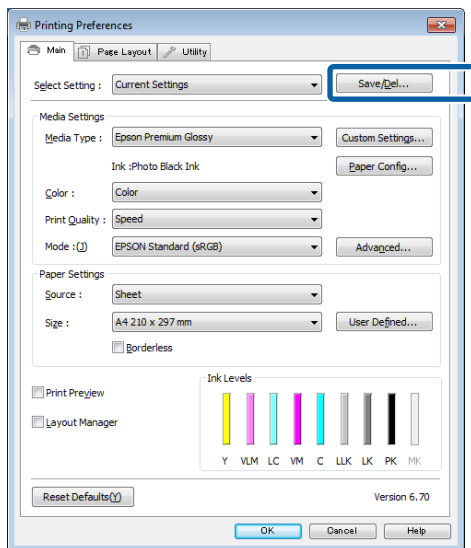 Printing Preferences
Main Page Layout Utility
Select Setting : Current Settings Save/Del...
Media Settings
Media Type : Epson Premium Glossy Custom Settings...
Ink :Photo Black Ink Paper Config...
Color : Color
Print Quality : Speed
Mode :(J) EPSON Standard (sRGB) Advanced...
Paper Settings
Source : Sheet
Size : A4 210 x 297 mm User Defined...
Borderless
Ink Levels
Print Preview
Layout Manager
Y VLM LC VM C LLK LK PK MK
Reset Defaults(Y) Version 6.70
OK Cancel Help